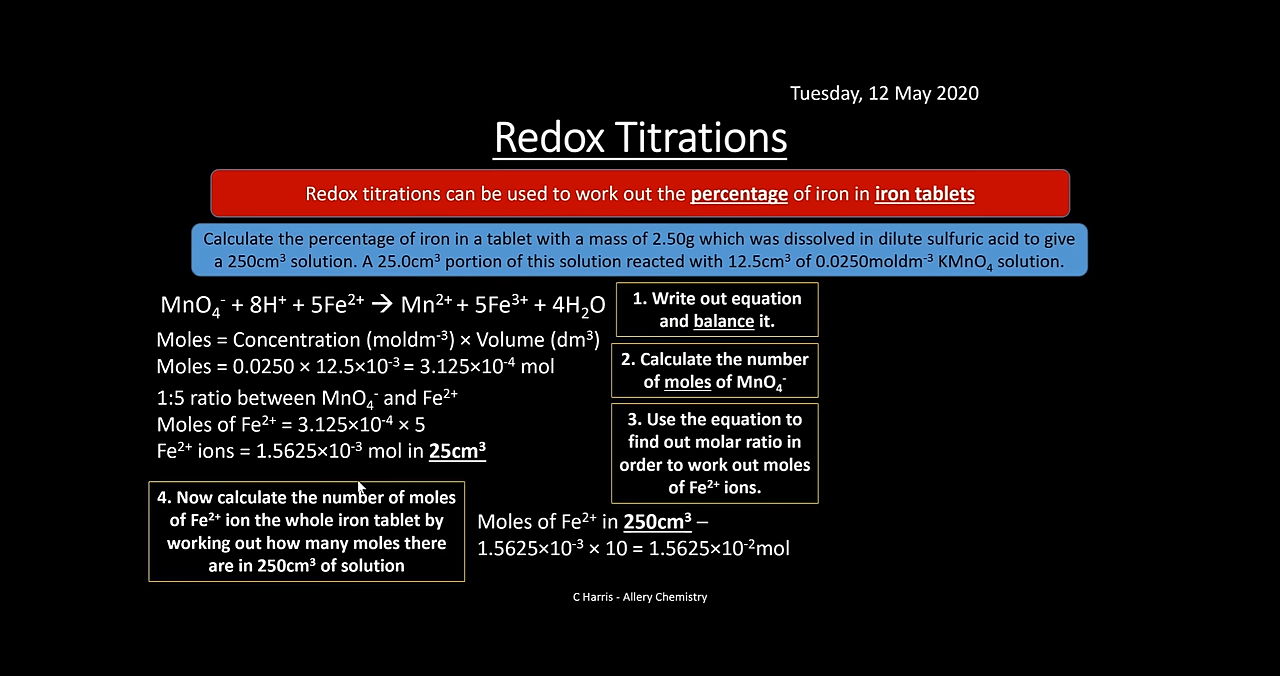 Tuesday, 12 May 2020
Redox Titrations
Redox titrations can be used to work out the percentage of iron in iron tablets
Calculate the percentage of iron in a tablet with a mass of 2.50g which was dissolved in dilute sulfuric acid to give
a 250cm³ solution. A 25.0cm³ portion of this solution reacted with 12.5cm³ of 0.0250moldm⁻³ KMnO₄ solution.
MnO₄⁻ + 8H⁺ + 5Fe²⁺ → Mn²⁺ + 5Fe³⁺ + 4H₂O
1. Write out equation
and balance it.
Moles = Concentration (moldm⁻³) × Volume (dm³)
Moles = 0.0250 × 12.5×10⁻³ = 3.125×10⁻⁴ mol
2. Calculate the number
of moles of MnO₄⁻
1:5 ratio between MnO₄⁻ and Fe²⁺
Moles of Fe²⁺ = 3.125×10⁻⁴ × 5
Fe²⁺ ions = 1.5625×10⁻³ mol in 25cm³
3. Use the equation to
find out molar ratio in
order to work out moles
of Fe²⁺ ions.
4. Now calculate the number of moles
of Fe²⁺ ion the whole iron tablet by
working out how many moles there
are in 250cm³ of solution
Moles of Fe²⁺ in 250cm³ –
1.5625×10⁻³ × 10 = 1.5625×10⁻²mol
C Harris - Allery Chemistry